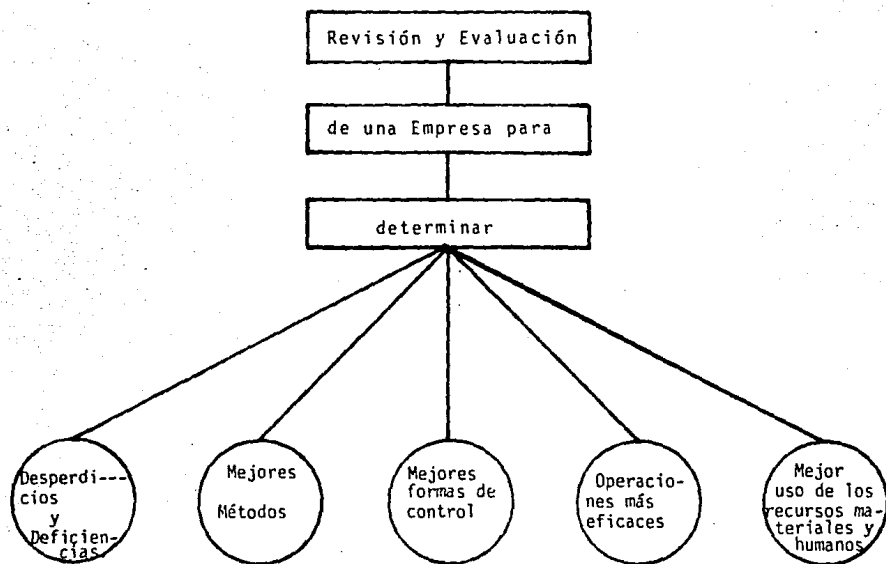 Revisión y Evaluación
de una Empresa para
determinar
Desperdi---
cios
y
Deficien-
cias.
Mejores
Métodos
Mejores
formas de
control
Operacio-
nes más
eficaces
Mejor
uso de los
recursos ma-
teriales y
humanos